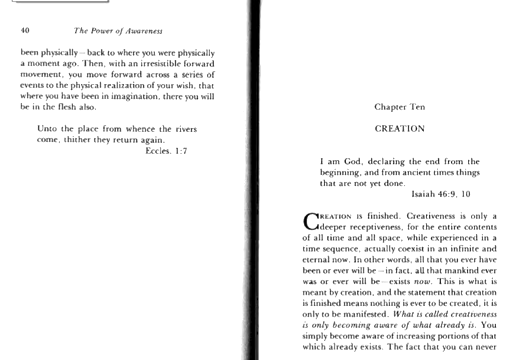 40 The Power of Awareness
been physically—back to where you were physically
a moment ago. Then, with an irresistible forward
movement, you move forward across a series of
events to the physical realization of your wish, that
where you have been in imagination, there you will
be in the flesh also.
Unto the place from whence the rivers
come, thither they return again.
Eccles. 1:7
Chapter Ten
CREATION
I am God, declaring the end from the
beginning, and from ancient times things
that are not yet done.
Isaiah 46:9, 10
CREATION is finished. Creativeness is only a
deeper receptiveness, for the entire contents
of all time and all space, while experienced in a
time sequence, actually coexist in an infinite and
eternal now. In other words, all that you ever have
been or ever will be—in fact, all that mankind ever
was or ever will be—exists now. This is what is
meant by creation, and the statement that creation
is finished means nothing is ever to be created, it is
only to be manifested. What is called creativeness
is only becoming aware of what already is. You
simply become aware of increasing portions of that
which already exists. The fact that you can never